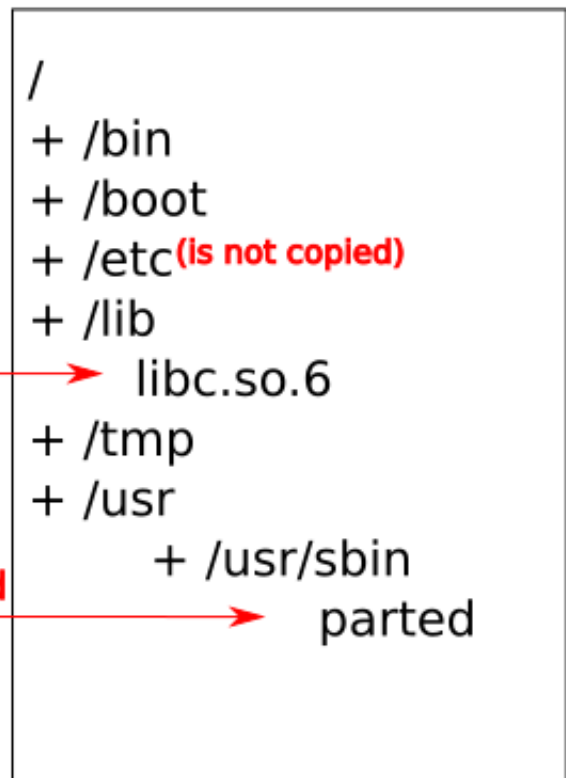 /
+ /bin
+ /boot
+ /etc (is not copied)
+ /lib
libc.so.6
+ /tmp
+ /usr
+ /usr/sbin
parted